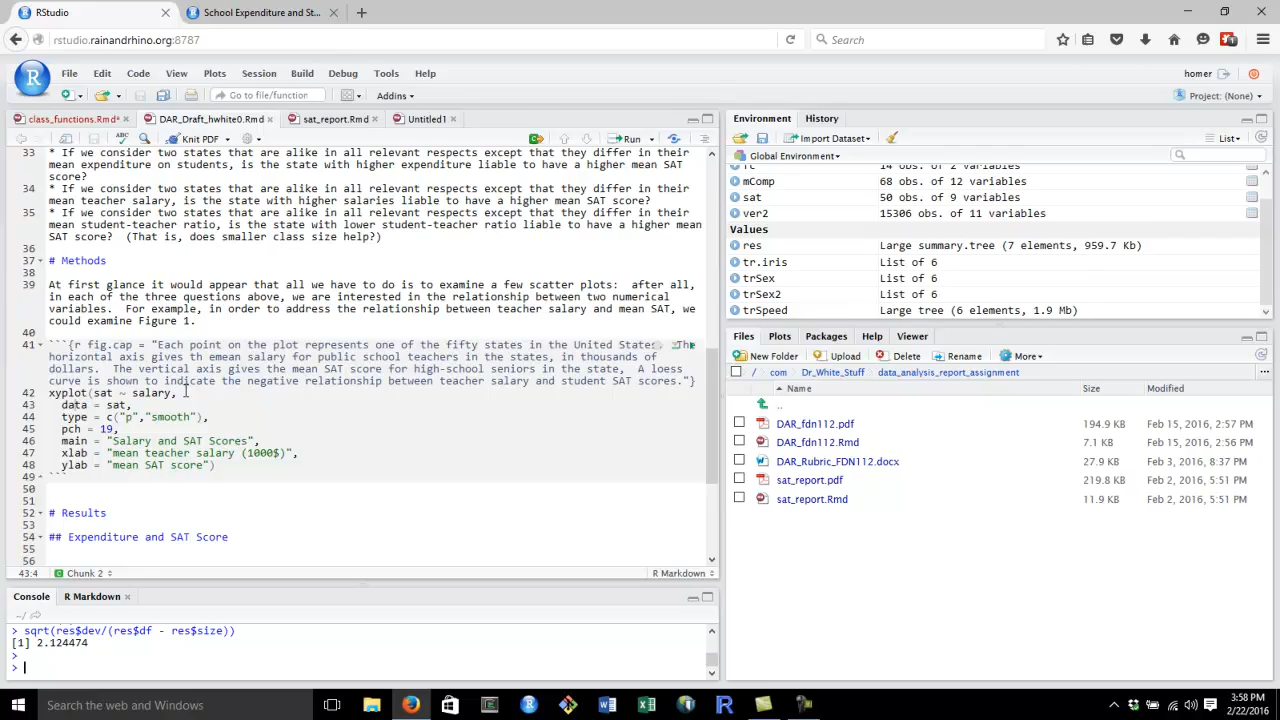 RStudio
School Expenditure and St...
rstudio.rainandrhino.org:8787
Search
File Edit Code View Plots Session Build Debug Tools Help
homer
Go to file/function
Addins
Project: (None)
class_functions.Rmd*
DAR_Draft_hwhite0.Rmd
sat_report.Rmd
Untitled1
Knit PDF
Run
33 * If we consider two states that are alike in all relevant respects except that they differ in their
mean expenditure on students, is the state with higher expenditure liable to have a higher mean SAT
score?
34 * If we consider two states that are alike in all relevant respects except that they differ in their
mean teacher salary, is the state with higher salaries liable to have a higher mean SAT score?
35 * If we consider two states that are alike in all relevant respects except that they differ in their
mean student-teacher ratio, is the state with lower student-teacher ratio liable to have a higher mean
SAT score?  (That is, does smaller class size help?)
36
37 # Methods
38
39 At first glance it would appear that all we have to do is to examine a few scatter plots:  after all,
in each of the three questions above, we are interested in the relationship between two numerical
variables.  For example, in order to address the relationship between teacher salary and mean SAT, we
could examine Figure 1.
40
41 ```{r fig.cap = "Each point on the plot represents one of the fifty states in the United States.  The
horizontal axis gives th emean salary for public school teachers in the states, in thousands of
dollars.  The vertical axis gives the mean SAT score for high-school seniors in the state,  A loess
curve is shown to indicate the negative relationship between teacher salary and student SAT scores."}
42 xyplot(sat ~ salary,
43 data = sat,
44 type = c("p","smooth"),
45 pch = 19,
46 main = "Salary and SAT Scores",
47 xlab = "mean teacher salary (1000$)",
48 ylab = "mean SAT score")
49 ```
50
51
52 # Results
53
54 ## Expenditure and SAT Score
55
56
43:4 Chunk 2 R Markdown
Console R Markdown
~/
> sqrt(res$dev/(res$df - res$size))
[1] 2.124474
>
>
Environment History
Import Dataset
List
Global Environment
14 obs. of 2 variables
mComp 68 obs. of 12 variables
sat 50 obs. of 9 variables
ver2 15306 obs. of 11 variables
Values
res Large summary.tree (7 elements, 959.7 Kb)
tr.iris List of 6
trSex List of 6
trSex2 List of 6
trSpeed Large tree (6 elements, 1.9 Mb)
Files Plots Packages Help Viewer
New Folder Upload Delete Rename More
/ com Dr_White_Stuff data_analysis_report_assignment ...
Name Size Modified
..
DAR_fdn112.pdf 194.9 KB Feb 15, 2016, 2:57 PM
DAR_fdn112.Rmd 7.1 KB Feb 15, 2016, 2:56 PM
DAR_Rubric_FDN112.docx 27.9 KB Feb 3, 2016, 8:37 PM
sat_report.pdf 219.8 KB Feb 2, 2016, 5:51 PM
sat_report.Rmd 11.9 KB Feb 2, 2016, 5:51 PM
Search the web and Windows
3:58 PM
2/22/2016